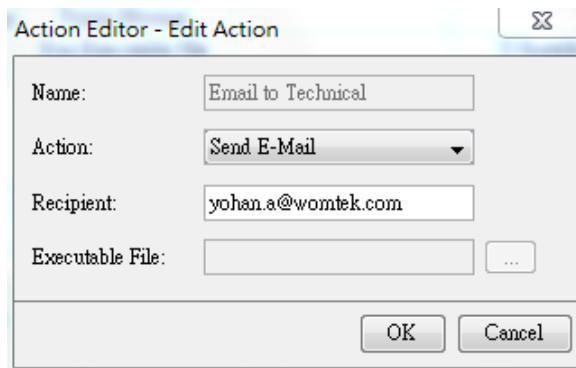 Action Editor - Edit Action
Name: Email to Technical
Action: Send E-Mail
Recipient: yohan.a@womtek.com
Executable File: ...
OK Cancel